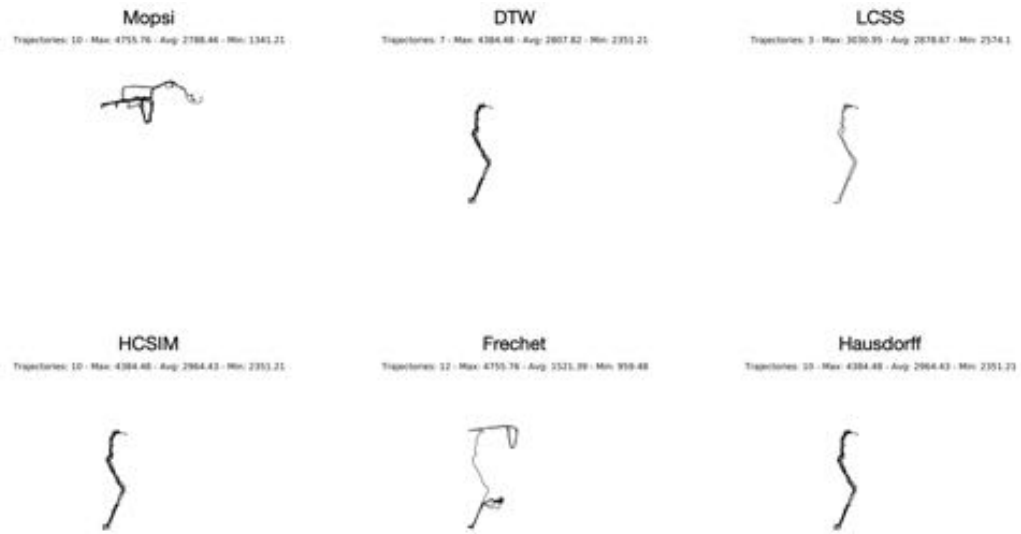 Mopsi
Trajectories: 10 - Max: 4755.76 - Avg: 2788.46 - Min: 1341.21
DTW
Trajectories: 7 - Max: 4384.48 - Avg: 2807.82 - Min: 2351.21
LCSS
Trajectories: 3 - Max: 3030.95 - Avg: 2878.67 - Min: 2574.1
HCSIM
Trajectories: 10 - Max: 4384.48 - Avg: 2964.43 - Min: 2351.21
Frechet
Trajectories: 12 - Max: 4755.76 - Avg: 1521.39 - Min: 959.48
Hausdorff
Trajectories: 10 - Max: 4384.48 - Avg: 2964.43 - Min: 2351.21